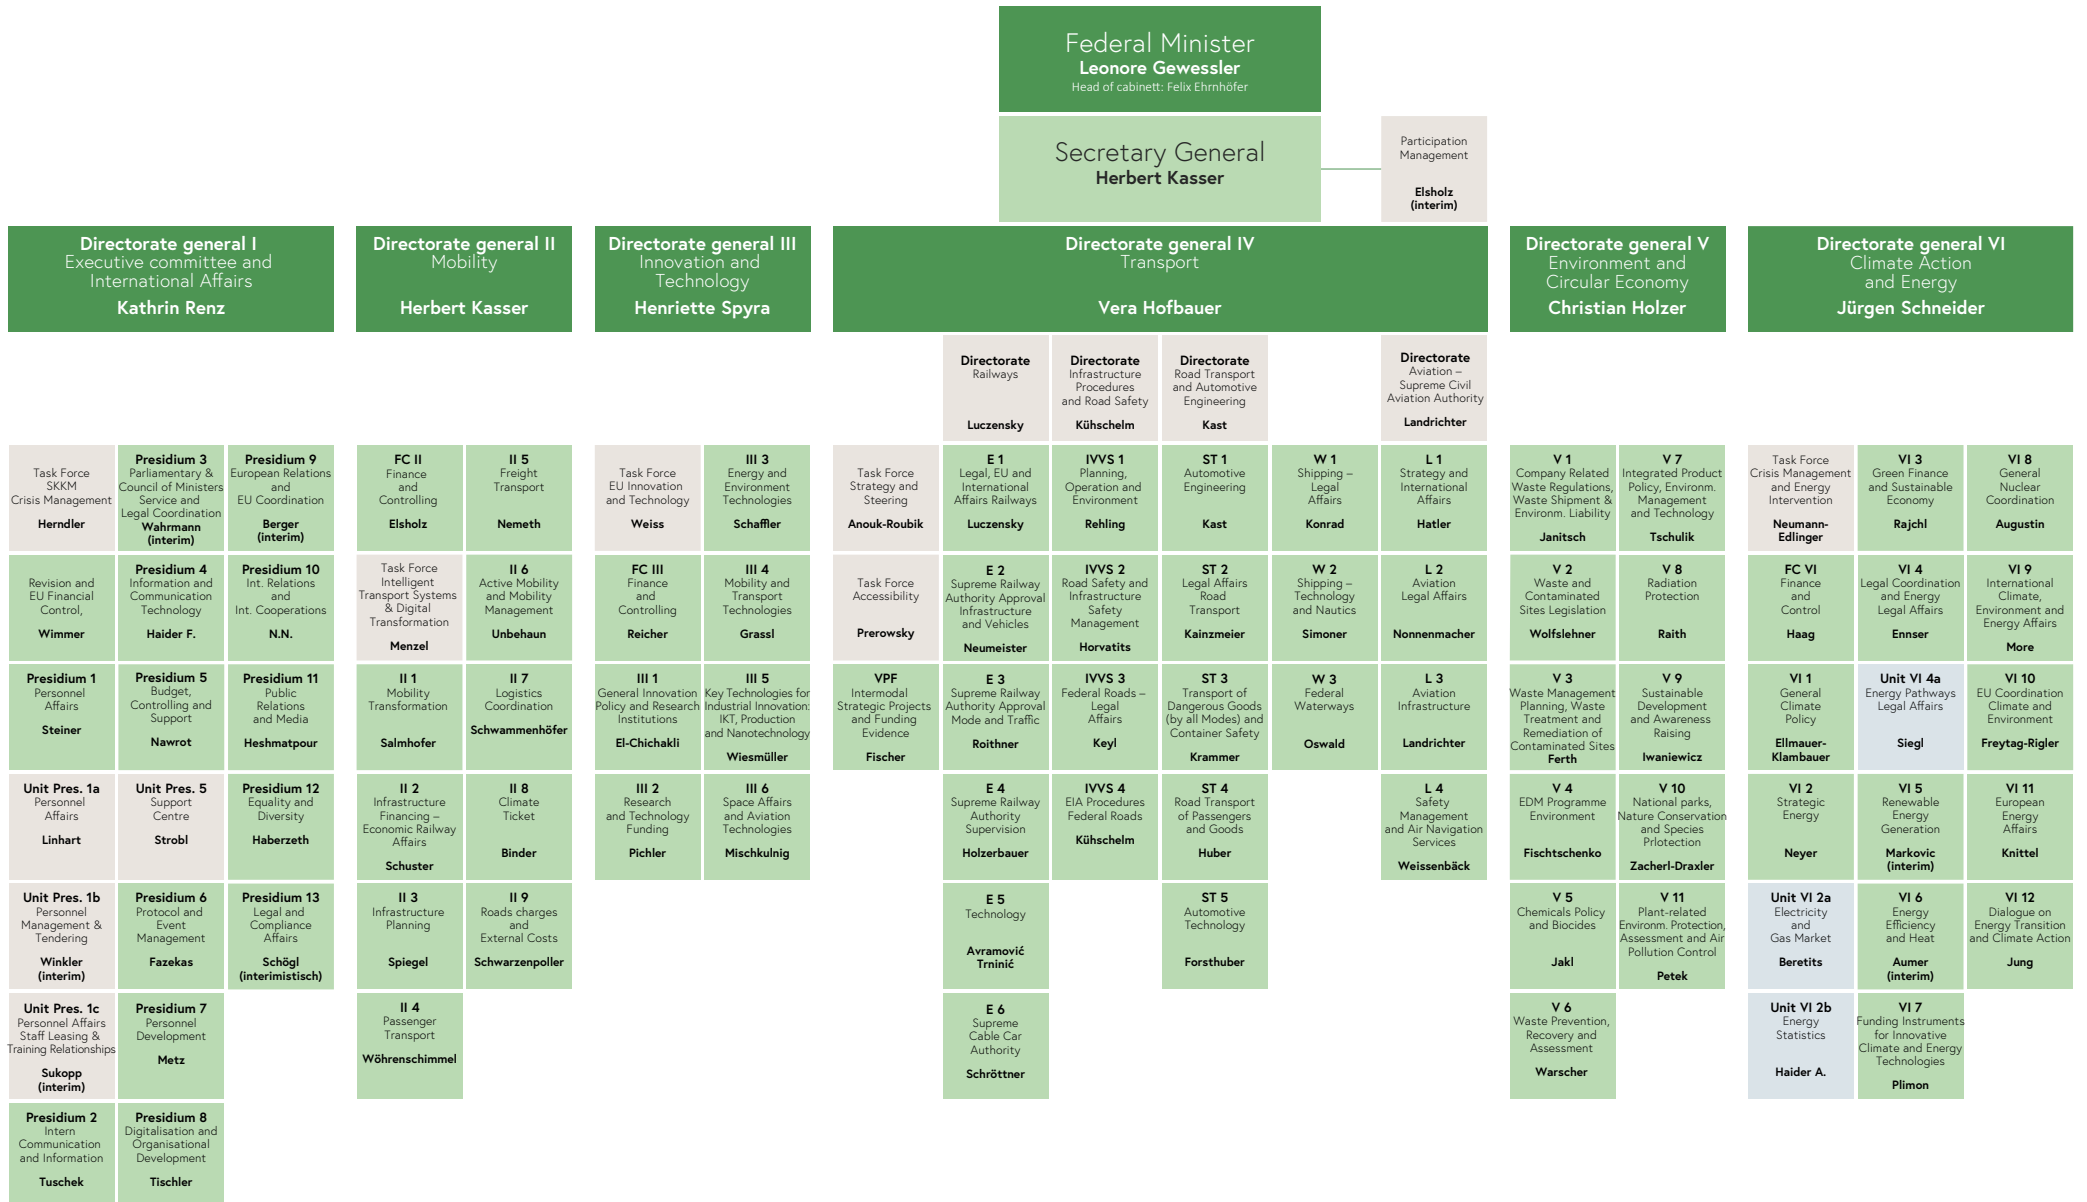 Federal Minister
Leonore Gewessler
Head of cabinett: Felix Ehrnhöfer
Secretary General
Herbert Kasser
Participation
Management
Elsholz
(interim)
Directorate general I
Executive committee and
International Affairs
Kathrin Renz
Directorate general II
Mobility
Herbert Kasser
Directorate general III
Innovation and
Technology
Henriette Spyra
Directorate general IV
Transport
Vera Hofbauer
Directorate general V
Environment and
Circular Economy
Christian Holzer
Directorate general VI
Climate Action
and Energy
Jürgen Schneider
Directorate
Railways
Luczensky
Directorate
Infrastructure
Procedures
and Road Safety
Kühschelm
Directorate
Road Transport
and Automotive
Engineering
Kast
Directorate
Aviation –
Supreme Civil
Aviation Authority
Landrichter
Task Force
SKKM
Crisis Management
Herndler
Presidium 3
Parliamentary &
Council of Ministers
Service and
Legal Coordination
Wahrmann
(interim)
Presidium 9
European Relations
and
EU Coordination
Berger
(interim)
FC II
Finance
and
Controlling
Elsholz
II 5
Freight
Transport
Nemeth
Task Force
EU Innovation
and Technology
Weiss
III 3
Energy and
Environment
Technologies
Schaffler
Task Force
Strategy and
Steering
Anouk-Roubik
E 1
Legal, EU and
International
Affairs Railways
Luczensky
IVVS 1
Planning,
Operation and
Environment
Rehling
ST 1
Automotive
Engineering
Kast
W 1
Shipping –
Legal
Affairs
Konrad
L 1
Strategy and
International
Affairs
Hatler
V 1
Company Related
Waste Regulations,
Waste Shipment &
Environm. Liability
Janitsch
V 7
Integrated Product
Policy, Environm.
Management
and Technology
Tschulik
Task Force
Crisis Management
and Energy
Intervention
Neumann-
Edlinger
VI 3
Green Finance
and Sustainable
Economy
Rajchl
VI 8
General
Nuclear
Coordination
Augustin
Revision and
EU Financial
Control,
Wimmer
Presidium 4
Information and
Communication
Technology
Haider F.
Presidium 10
Int. Relations
and
Int. Cooperations
N.N.
Task Force
Intelligent
Transport Systems
& Digital
Transformation
Menzel
II 6
Active Mobility
and Mobility
Management
Unbehaun
FC III
Finance
and
Controlling
Reicher
III 4
Mobility and
Transport
Technologies
Grassl
Task Force
Accessibility
Prerowsky
E 2
Supreme Railway
Authority Approval
Infrastructure
and Vehicles
Neumeister
IVVS 2
Road Safety and
Infrastructure
Safety
Management
Horvatits
ST 2
Legal Affairs
Road
Transport
Kainzmeier
W 2
Shipping –
Technology
and Nautics
Simoner
L 2
Aviation
Legal Affairs
Nonnenmacher
V 2
Waste and
Contaminated
Sites Legislation
Wolfslehner
V 8
Radiation
Protection
Raith
FC VI
Finance
and
Control
Haag
VI 4
Legal Coordination
and Energy
Legal Affairs
Ennser
VI 9
International
Climate,
Environment and
Energy Affairs
More
Presidium 1
Personnel
Affairs
Steiner
Presidium 5
Budget,
Controlling and
Support
Nawrot
Presidium 11
Public
Relations
and Media
Heshmatpour
II 1
Mobility
Transformation
Salmhofer
II 7
Logistics
Coordination
Schwammenhöfer
III 1
General Innovation
Policy and Research
Institutions
El-Chichakli
III 5
Key Technologies for
Industrial Innovation:
IKT, Production
and Nanotechnology
Wiesmüller
VPF
Intermodal
Strategic Projects
and Funding
Evidence
Fischer
E 3
Supreme Railway
Authority Approval
Mode and Traffic
Roithner
IVVS 3
Federal Roads –
Legal
Affairs
Keyl
ST 3
Transport of
Dangerous Goods
(by all Modes) and
Container Safety
Krammer
W 3
Federal
Waterways
Oswald
L 3
Aviation
Infrastructure
Landrichter
V 3
Waste Management
Planning, Waste
Treatment and
Remediation of
Contaminated Sites
Ferth
V 9
Sustainable
Development
and Awareness
Raising
Iwaniewicz
VI 1
General
Climate
Policy
Ellmauer-
Klambauer
Unit VI 4a
Energy Pathways
Legal Affairs
Siegl
VI 10
EU Coordination
Climate and
Environment
Freytag-Rigler
Unit Pres. 1a
Personnel
Affairs
Linhart
Unit Pres. 5
Support
Centre
Strobl
Presidium 12
Equality and
Diversity
Haberzeth
II 2
Infrastructure
Financing –
Economic Railway
Affairs
Schuster
II 8
Climate
Ticket
Binder
III 2
Research
and Technology
Funding
Pichler
III 6
Space Affairs
and Aviation
Technologies
Mischkulnig
E 4
Supreme Railway
Authority
Supervision
Holzerbauer
IVVS 4
EIA Procedures
Federal Roads
Kühschelm
ST 4
Road Transport
of Passengers
and Goods
Huber
L 4
Safety
Management
and Air Navigation
Services
Weissenbäck
V 4
EDM Programme
Environment
Fischtschenko
V 10
National parks,
Nature Conservation
and Species
Prlotection
Zacherl-Draxler
VI 2
Strategic
Energy
Neyer
VI 5
Renewable
Energy
Generation
Markovic
(interim)
VI 11
European
Energy
Affairs
Knittel
Unit Pres. 1b
Personnel
Management &
Tendering
Winkler
(interim)
Presidium 6
Protocol and
Event
Management
Fazekas
Presidium 13
Legal and
Compliance
Affairs
Schögl
(interimistisch)
II 3
Infrastructure
Planning
Spiegel
II 9
Roads charges
and
External Costs
Schwarzenpoller
E 5
Technology
Avramović
Trninić
ST 5
Automotive
Technology
Forsthuber
V 5
Chemicals Policy
and Biocides
Jakl
V 11
Plant-related
Environm. Protection,
Assessment and Air
Pollution Control
Petek
Unit VI 2a
Electricity
and
Gas Market
Beretits
VI 6
Energy
Efficiency
and Heat
Aumer
(interim)
VI 12
Dialogue on
Energy Transition
and Climate Action
Jung
Unit Pres. 1c
Personnel Affairs
Staff Leasing &
Training Relationships
Sukopp
(interim)
Presidium 7
Personnel
Development
Metz
II 4
Passenger
Transport
Wöhrenschimmel
E 6
Supreme
Cable Car
Authority
Schröttner
V 6
Waste Prevention,
Recovery and
Assessment
Warscher
Unit VI 2b
Energy
Statistics
Haider A.
VI 7
Funding Instruments
for Innovative
Climate and Energy
Technologies
Plimon
Presidium 2
Intern
Communication
and Information
Tuschek
Presidium 8
Digitalisation and
Organisational
Development
Tischler